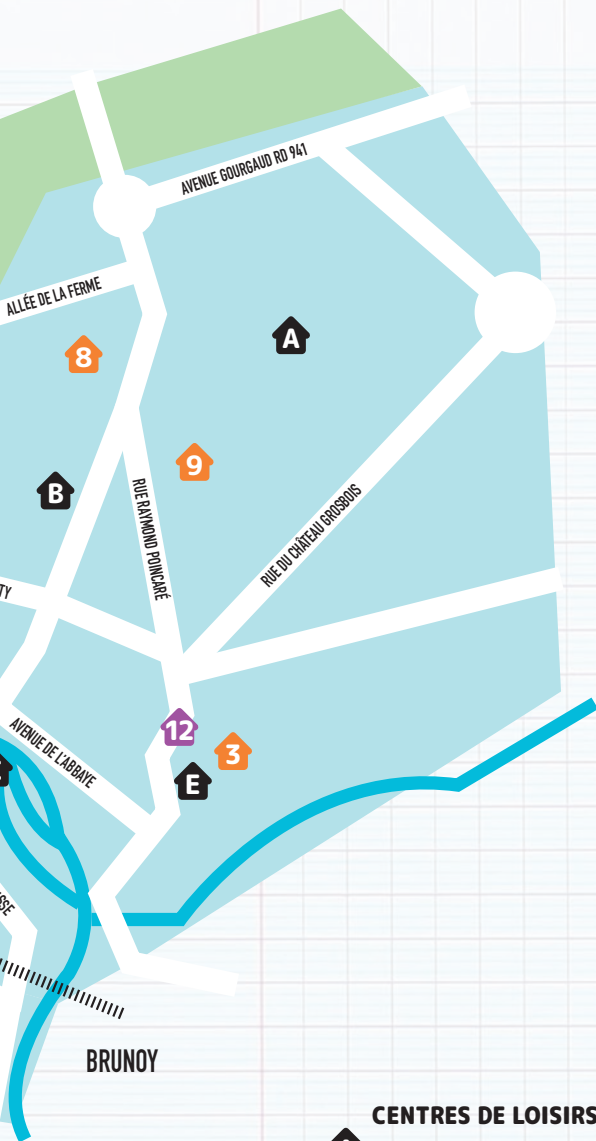 AVENUE GOURGAUD RD 941
ALLÉE DE LA FERME
A
8
9
B
RUE RAYMOND POINCARÉ
RUE DU CHÂTEAU GROSBOIS
TY
12
3
E
AVENUE DE L'ABBAYE
SSE
BRUNOY
CENTRES DE LOISIRS